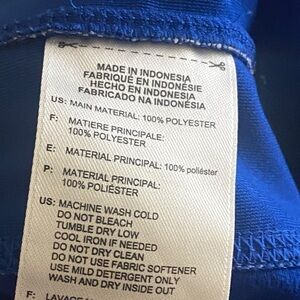 MADE IN INDONESIA
FABRIQUÉ EN INDONÉSIE
HECHO EN INDONESIA
FABRICADO NA INDONÉSIA
US: MAIN MATERIAL: 100% POLYESTER
F: MATIERE PRINCIPALE:
100% POLYESTER
E: MATERIAL PRINCIPAL: 100% poliéster
P: MATERIAL PRINCIPAL:
100% POLIÉSTER
US: MACHINE WASH COLD
DO NOT BLEACH
TUMBLE DRY LOW
COOL IRON IF NEEDED
DO NOT DRY CLEAN
DO NOT USE FABRIC SOFTENER
USE MILD DETERGENT ONLY
WASH AND DRY INSIDE OUT
F: LAVAGE